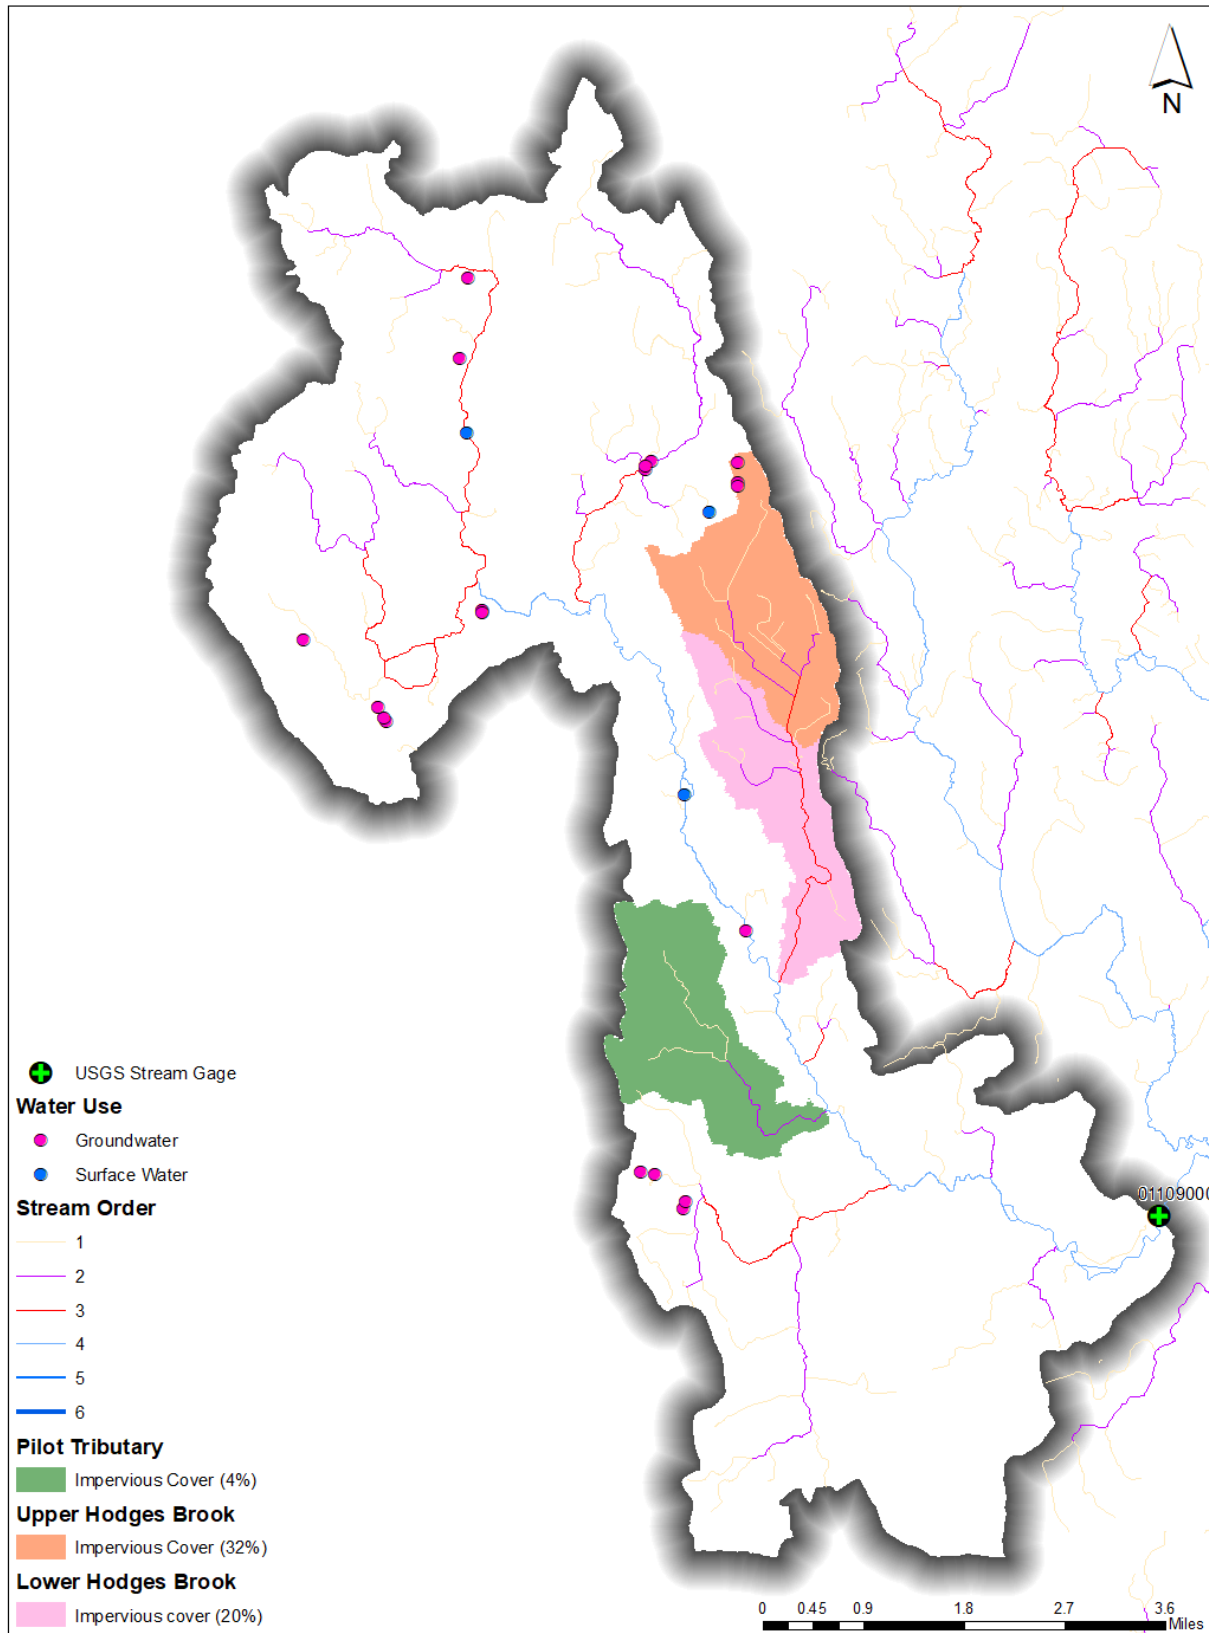 N
01109000
USGS Stream Gage
Water Use
Groundwater
Surface Water
Stream Order
1
2
3
4
5
6
Pilot Tributary
Impervious Cover (4%)
Upper Hodges Brook
Impervious Cover (32%)
Lower Hodges Brook
Impervious cover (20%)
0 0.45 0.9 1.8 2.7 3.6
Miles